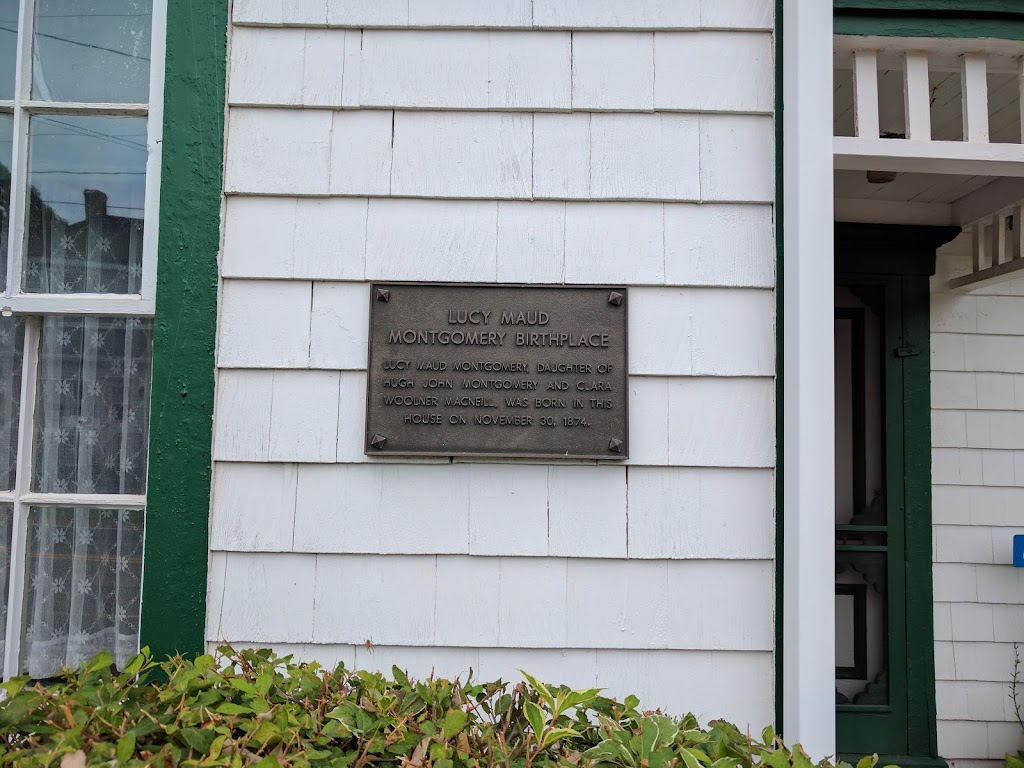 LUCY MAUD
MONTGOMERY BIRTHPLACE
LUCY MAUD MONTGOMERY, DAUGHTER OF
HUGH JOHN MONTGOMERY AND CLARA
WOOLNER MACNEILL, WAS BORN IN THIS
HOUSE ON NOVEMBER 30, 1874.